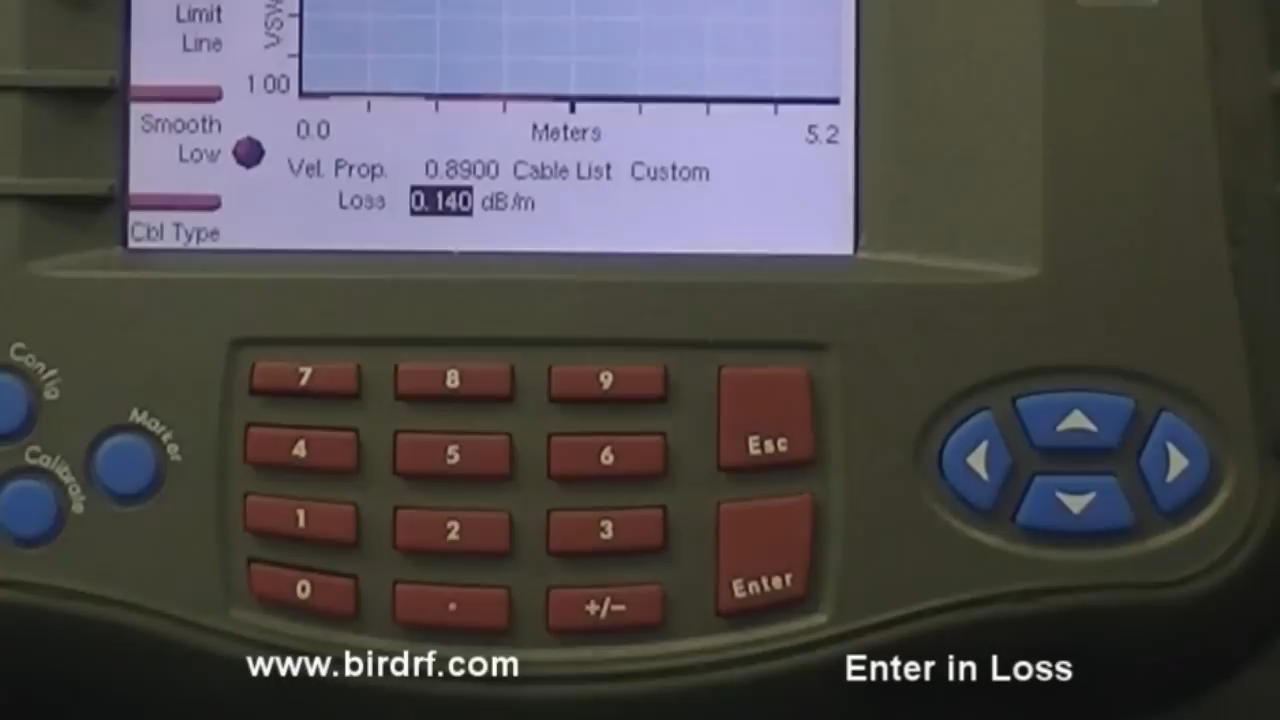 Limit
Line
VSW
1.00
Smooth
Low
0.0
Meters
5.2
Vel. Prop. 0.8900 Cable List Custom
Loss 0.140 dB/m
Cbl Type
Config
Marker
Calibrate
7 8 9
Esc
4 5 6
1 2 3
Enter
0 . +/-
www.birdrf.com
Enter in Loss